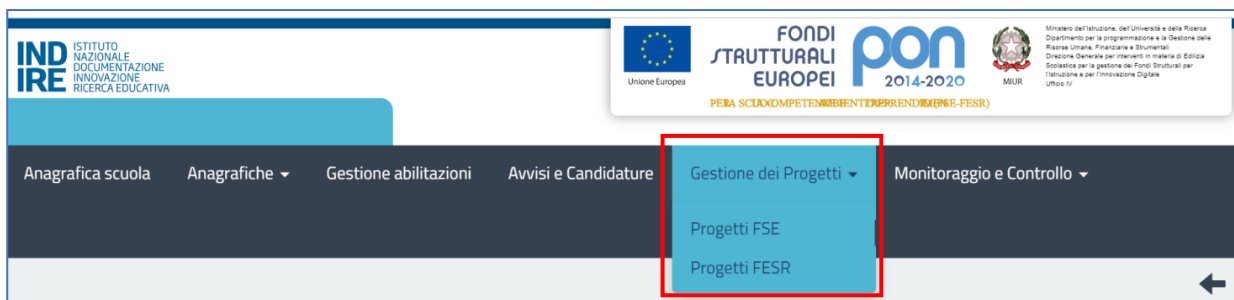 IND
IRE
ISTITUTO
NAZIONALE
DOCUMENTAZIONE
INNOVAZIONE
RICERCA EDUCATIVA
Unione Europea
FONDI
STRUTTURALI
EUROPEI
pon
2014-2020
MIUR
Ministero dell'Istruzione, dell'Università e della Ricerca
Dipartimento per la programmazione e la Gestione delle
Risorse Umane, Finanziarie e Strumentali
Direzione Generale per interventi in materia di Edilizia
Scolastica per la gestione dei Fondi Strutturali per
l'Istruzione e per l'Innovazione Digitale
Ufficio IV
Anagrafica scuola
Anagrafiche
Gestione abilitazioni
Avvisi e Candidature
Gestione dei Progetti
Monitoraggio e Controllo
Progetti FSE
Progetti FESR